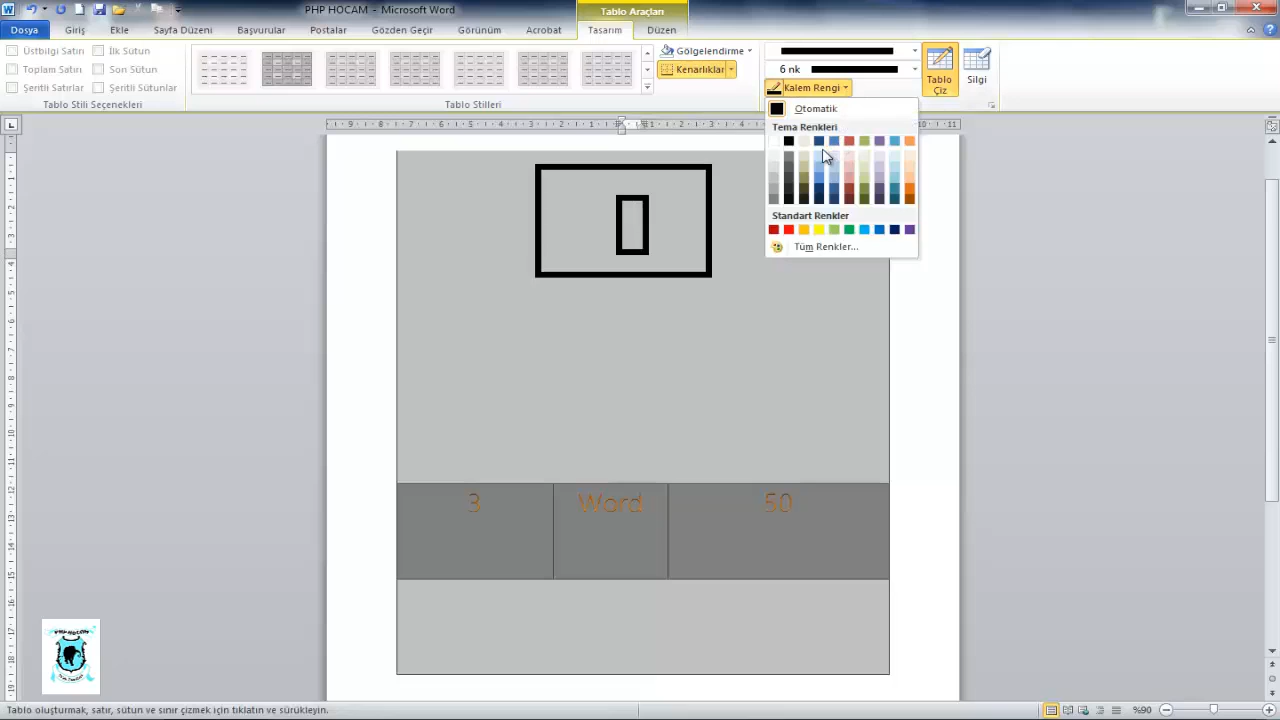 PHP HOCAM - Microsoft Word
Tablo Araçları
Dosya Giriş Ekle Sayfa Düzeni Başvurular Postalar Gözden Geçir Görünüm Acrobat Tasarım Düzen
Üstbilgi Satırı İlk Sütun
Toplam Satırı Son Sütun
Şeritli Satırlar Şeritli Sütunlar
Tablo Stili Seçenekleri
Tablo Stilleri
Gölgelendirme
Kenarlıklar
6 nk
Kalem Rengi
Tablo Çiz
Silgi
Otomatik
Tema Renkleri
Standart Renkler
Tüm Renkler...
3 Word 50
Tablo oluşturmak, satır, sütun ve sınır çizmek için tıklatın ve sürükleyin.
%90